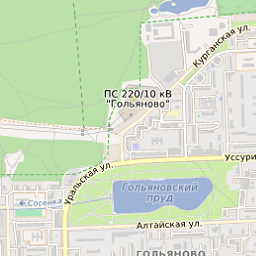 Курганская ул.
ПС 220/10 кВ
"Гольяново"
Уссури
Уральская ул.
Сосенка
Гольяновский
пруд
Алтайская ул.
ГОЛЬЯНОВО